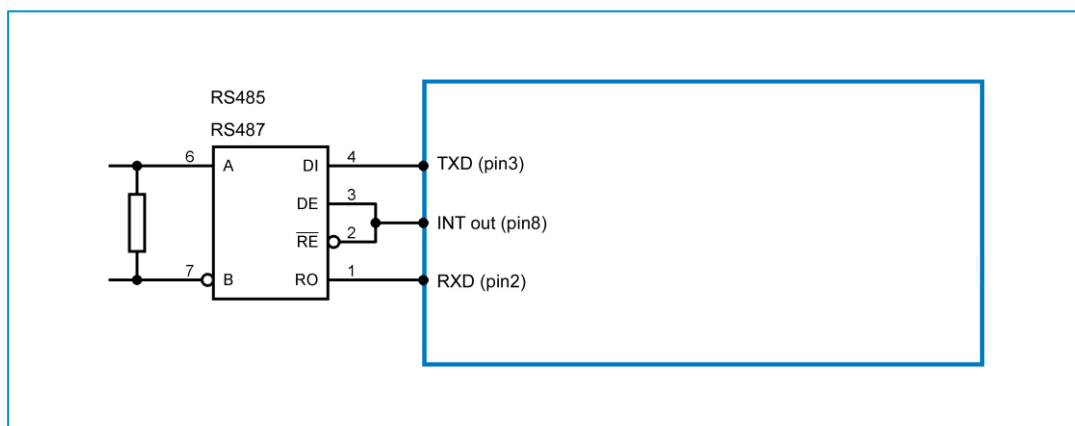 RS485
RS487
6 A DI 4 TXD (pin3)
DE 3
INT out (pin8)
RE 2
7 B RO 1 RXD (pin2)